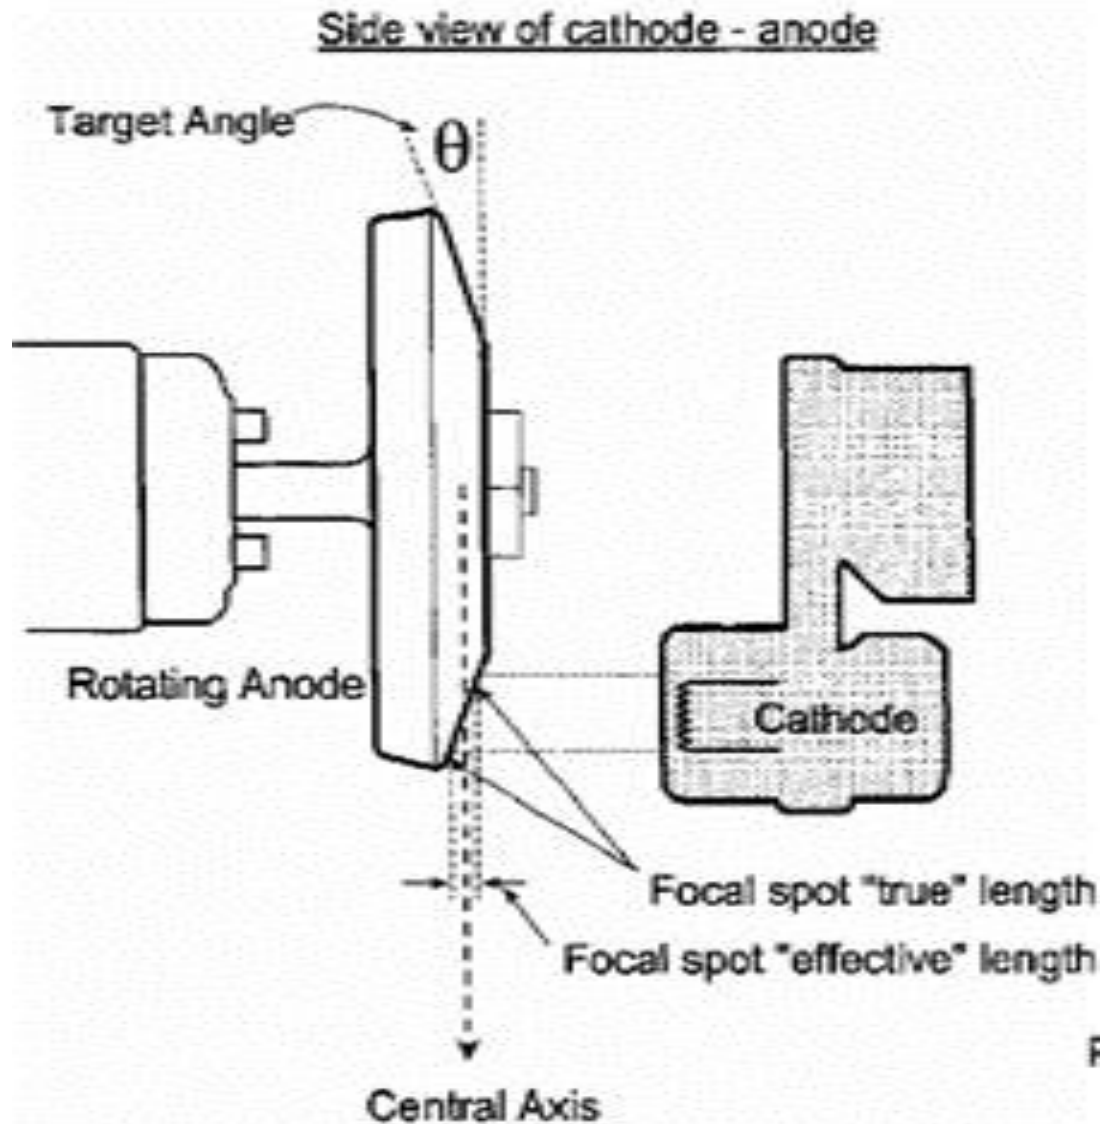 Side view of cathode - anode
Target Angle
θ
Rotating Anode
Cathode
Focal spot "true" length
Focal spot "effective" length
Central Axis